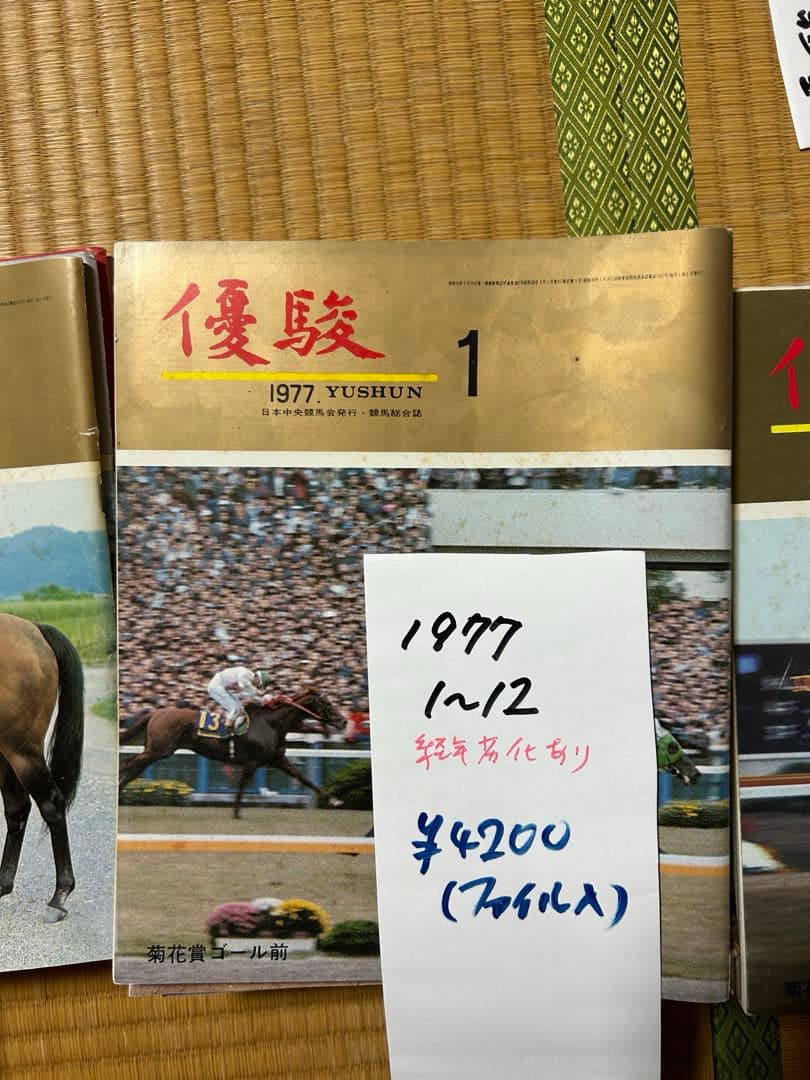 優駿
1977. YUSHUN
1
日本中央競馬会発行・競馬総合誌
13
1977
1〜12
経年劣化あり
¥4200
(ファイル入)
菊花賞ゴール前